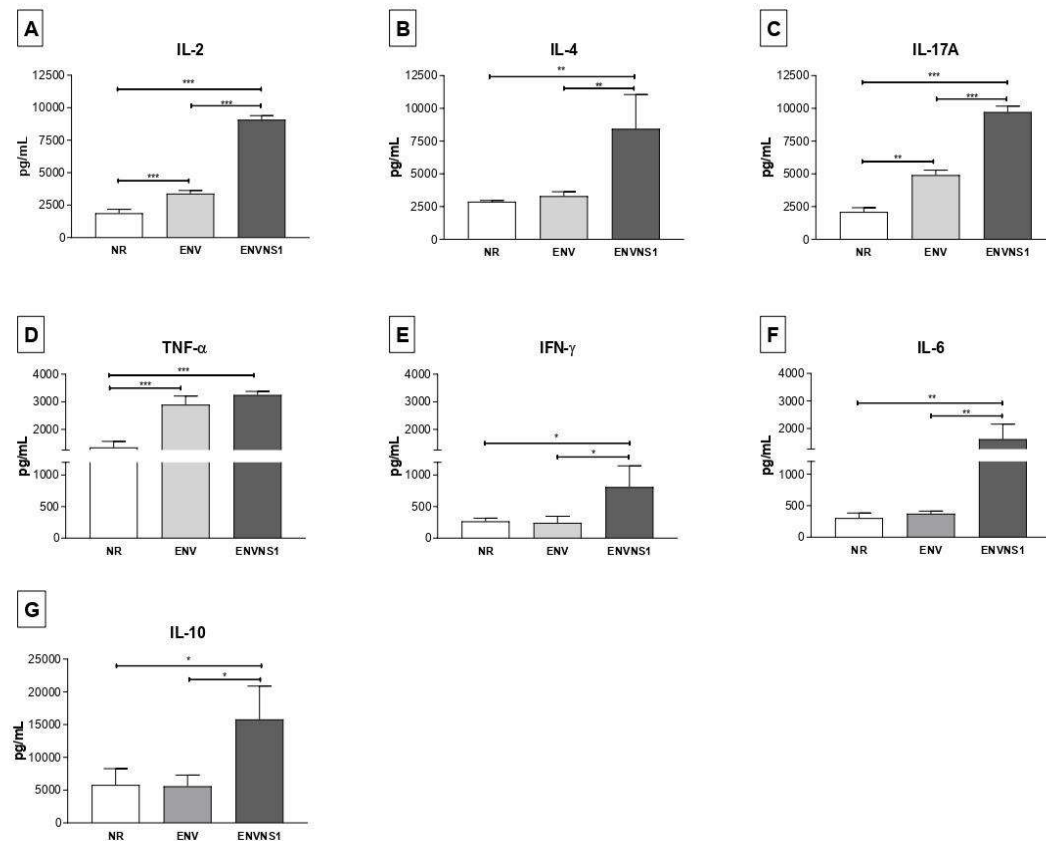 A
IL-2
pg/mL
12500
10000
7500
5000
2500
0
***
***
***
NR ENV ENVNS1
B
IL-4
pg/mL
12500
10000
7500
5000
2500
0
**
**
NR ENV ENVNS1
C
IL-17A
pg/mL
12500
10000
7500
5000
2500
0
***
***
**
NR ENV ENVNS1
D
TNF-α
pg/mL
4000
3000
2000
1000
500
0
***
***
NR ENV ENVNS1
E
IFN-γ
pg/mL
4000
3000
2000
1000
500
0
*
*
NR ENV ENVNS1
F
IL-6
pg/mL
4000
3000
2000
1000
500
0
**
**
NR ENV ENVNS1
G
IL-10
pg/mL
25000
20000
15000
10000
5000
0
*
*
NR ENV ENVNS1